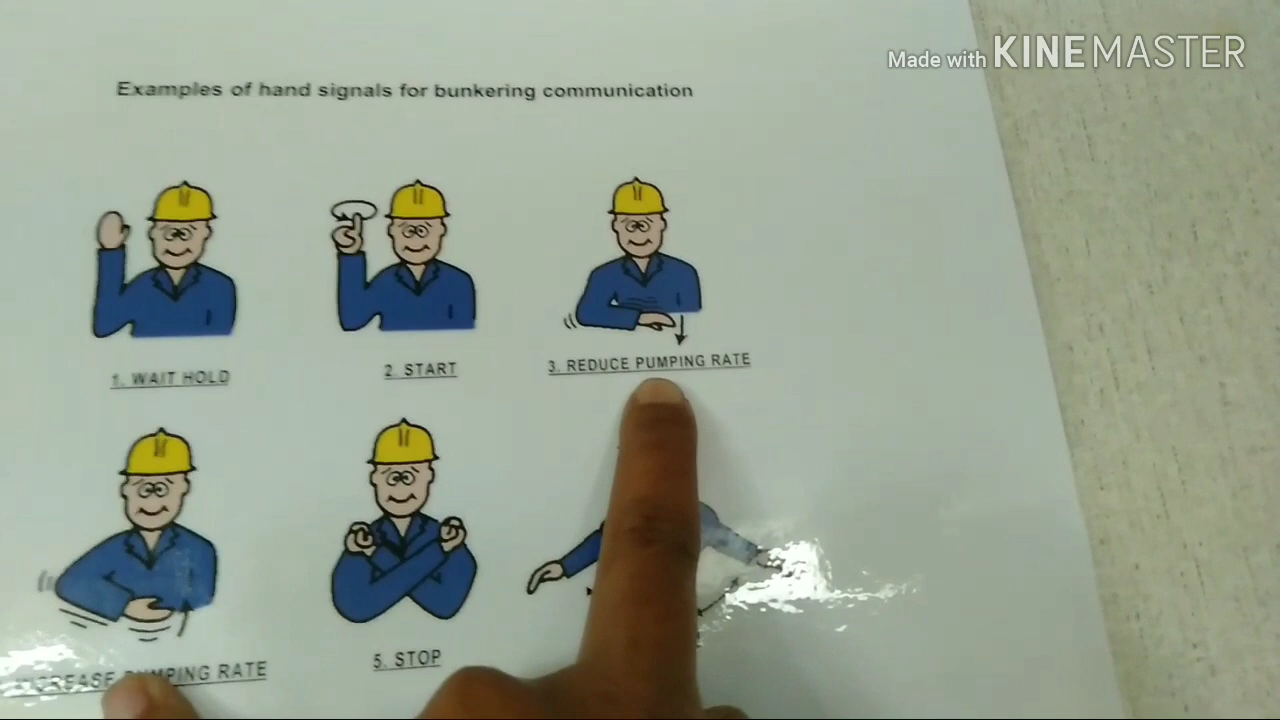 Made with KINEMASTER
Examples of hand signals for bunkering communication
1. WAIT HOLD
2. START
3. REDUCE PUMPING RATE
RATE
5. STOP